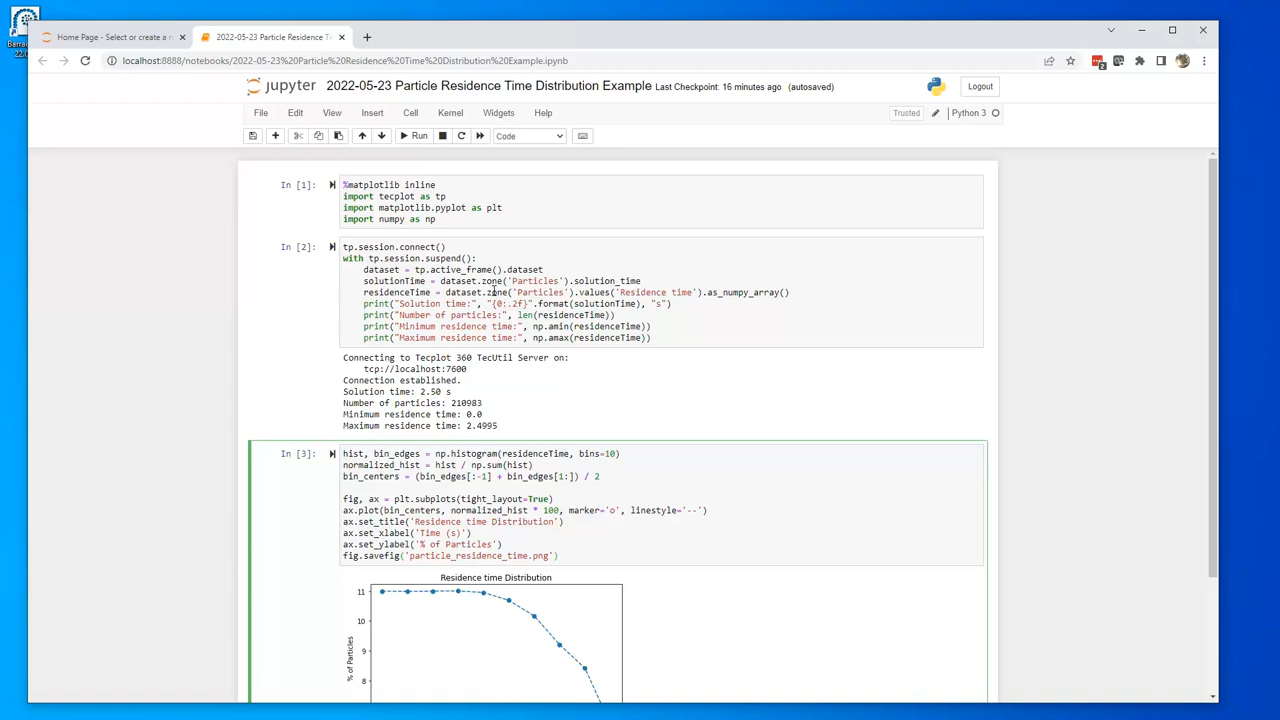 Barrac
22.0
Home Page - Select or create a n
2022-05-23 Particle Residence Ti
localhost:8888/notebooks/2022-05-23%20Particle%20Residence%20Time%20Distribution%20Example.ipynb
2
jupyter 2022-05-23 Particle Residence Time Distribution Example Last Checkpoint: 16 minutes ago (autosaved)
Logout
File Edit View Insert Cell Kernel Widgets Help
Trusted
Python 3
Run
Code
In [1]:
%matplotlib inline
import tecplot as tp
import matplotlib.pyplot as plt
import numpy as np
In [2]:
tp.session.connect()
with tp.session.suspend():
    dataset = tp.active_frame().dataset
    solutionTime = dataset.zone('Particles').solution_time
    residenceTime = dataset.zone('Particles').values('Residence time').as_numpy_array()
    print("Solution time:", "{0:.2f}".format(solutionTime), "s")
    print("Number of particles:", len(residenceTime))
    print("Minimum residence time:", np.amin(residenceTime))
    print("Maximum residence time:", np.amax(residenceTime))
Connecting to Tecplot 360 TecUtil Server on:
    tcp://localhost:7600
Connection established.
Solution time: 2.50 s
Number of particles: 210983
Minimum residence time: 0.0
Maximum residence time: 2.4995
In [3]:
hist, bin_edges = np.histogram(residenceTime, bins=10)
normalized_hist = hist / np.sum(hist)
bin_centers = (bin_edges[:-1] + bin_edges[1:]) / 2
fig, ax = plt.subplots(tight_layout=True)
ax.plot(bin_centers, normalized_hist * 100, marker='o', linestyle='--')
ax.set_title('Residence time Distribution')
ax.set_xlabel('Time (s)')
ax.set_ylabel('% of Particles')
fig.savefig('particle_residence_time.png')
Residence time Distribution
% of Particles
11
10
9
8